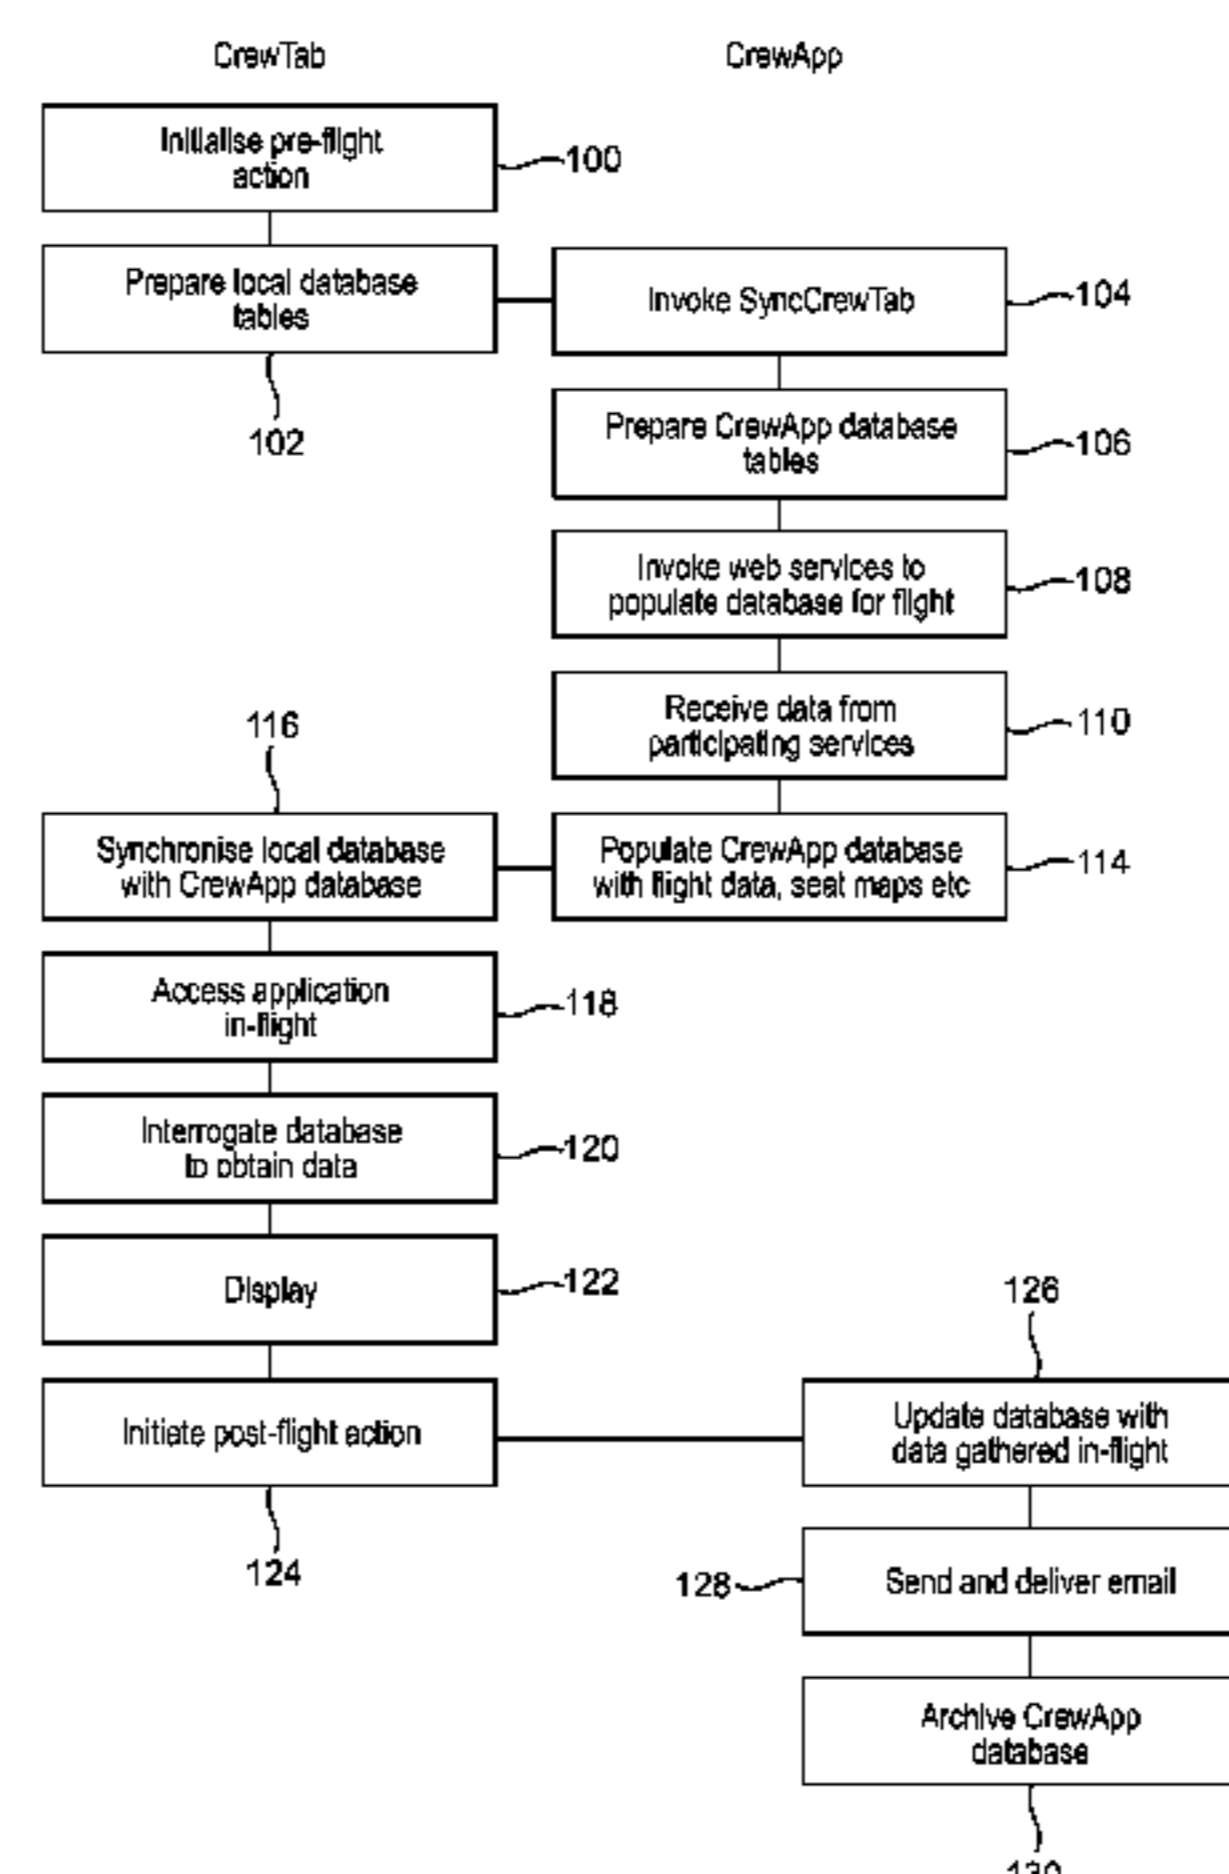 CrewTab
CrewApp
Initialise pre-flight
action
100
Prepare local database
tables
102
Invoke SyncCrewTab
104
Prepare CrewApp database
tables
106
Invoke web services to
populate database for flight
108
Receive data from
participating services
110
116
Synchronise local database
with CrewApp database
Populate CrewApp database
with flight data, seat maps etc
114
Access application
in-flight
118
Interrogate database
to obtain data
120
Display
122
Initiate post-flight action
124
126
Update database with
data gathered in-flight
128
Send and deliver email
Archive CrewApp
database
130